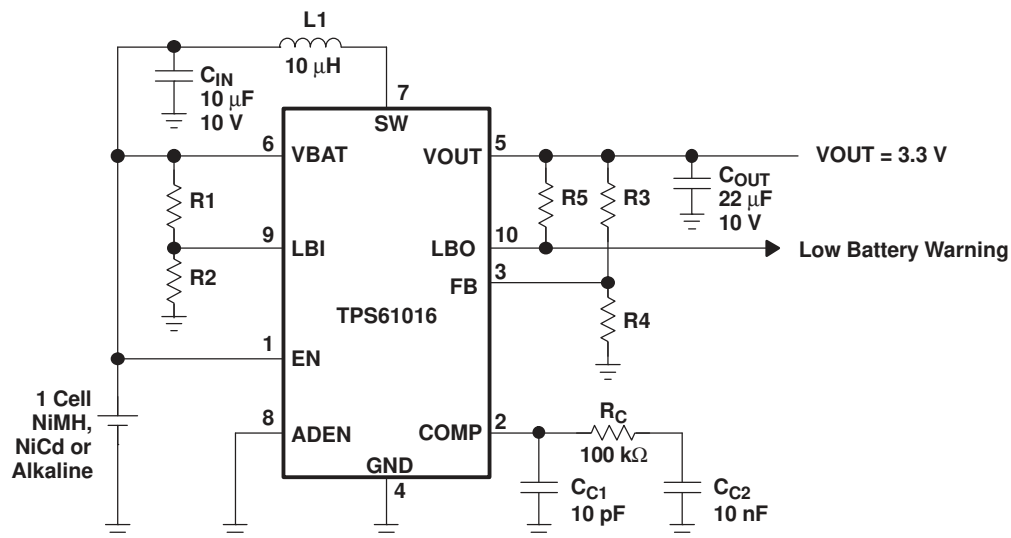 L1
10 μH
C_IN
10 μF
10 V
7
SW
6
VBAT
VOUT
5
VOUT = 3.3 V
R1
R5
R3
C_OUT
22 μF
10 V
9
LBI
LBO
10
Low Battery Warning
R2
FB
3
TPS61016
R4
1
EN
1 Cell
NiMH,
NiCd or
Alkaline
8
ADEN
COMP
2
R_C
100 kΩ
GND
4
C_C1
10 pF
C_C2
10 nF